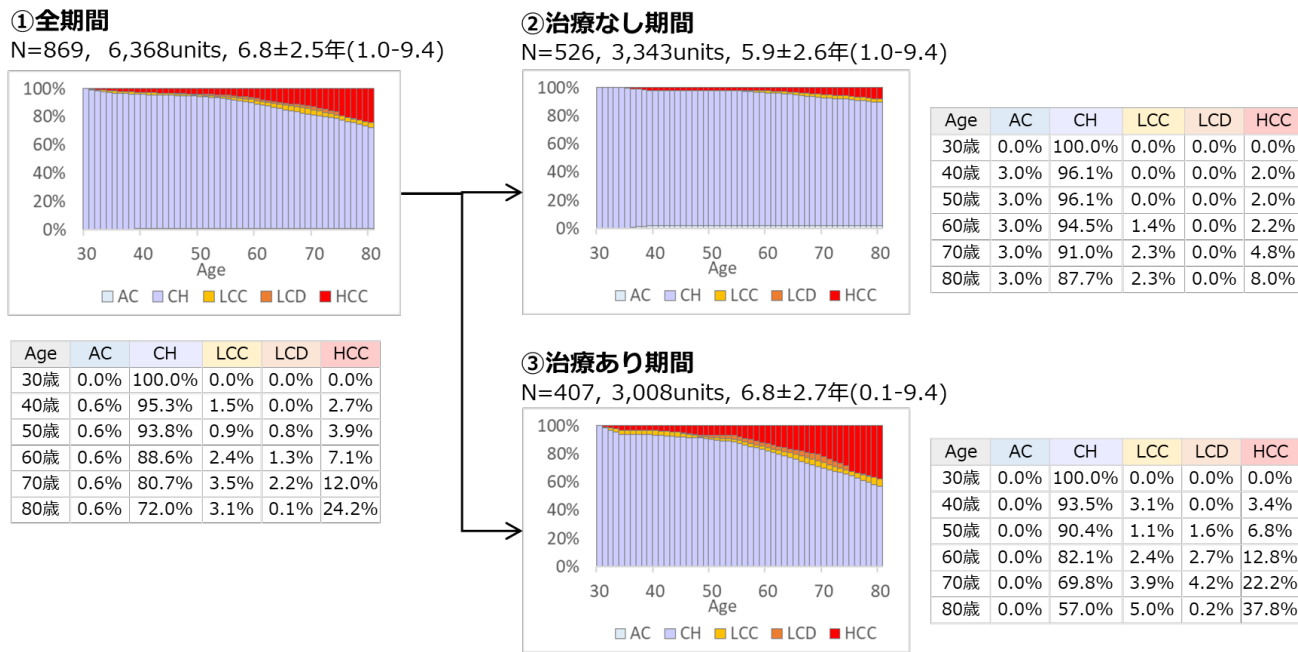 ①全期間
N=869,  6,368units, 6.8±2.5年(1.0-9.4)
100%
80%
60%
40%
20%
0%
30 40 50 60 70 80
Age
AC CH LCC LCD HCC
Age AC CH LCC LCD HCC
30歳 0.0% 100.0% 0.0% 0.0% 0.0%
40歳 0.6% 95.3% 1.5% 0.0% 2.7%
50歳 0.6% 93.8% 0.9% 0.8% 3.9%
60歳 0.6% 88.6% 2.4% 1.3% 7.1%
70歳 0.6% 80.7% 3.5% 2.2% 12.0%
80歳 0.6% 72.0% 3.1% 0.1% 24.2%
②治療なし期間
N=526, 3,343units, 5.9±2.6年(1.0-9.4)
100%
80%
60%
40%
20%
0%
30 40 50 60 70 80
Age
AC CH LCC LCD HCC
Age AC CH LCC LCD HCC
30歳 0.0% 100.0% 0.0% 0.0% 0.0%
40歳 3.0% 96.1% 0.0% 0.0% 2.0%
50歳 3.0% 96.1% 0.0% 0.0% 2.0%
60歳 3.0% 94.5% 1.4% 0.0% 2.2%
70歳 3.0% 91.0% 2.3% 0.0% 4.8%
80歳 3.0% 87.7% 2.3% 0.0% 8.0%
③治療あり期間
N=407, 3,008units, 6.8±2.7年(0.1-9.4)
100%
80%
60%
40%
20%
0%
30 40 50 60 70 80
Age
AC CH LCC LCD HCC
Age AC CH LCC LCD HCC
30歳 0.0% 100.0% 0.0% 0.0% 0.0%
40歳 0.0% 93.5% 3.1% 0.0% 3.4%
50歳 0.0% 90.4% 1.1% 1.6% 6.8%
60歳 0.0% 82.1% 2.4% 2.7% 12.8%
70歳 0.0% 69.8% 3.9% 4.2% 22.2%
80歳 0.0% 57.0% 5.0% 0.2% 37.8%